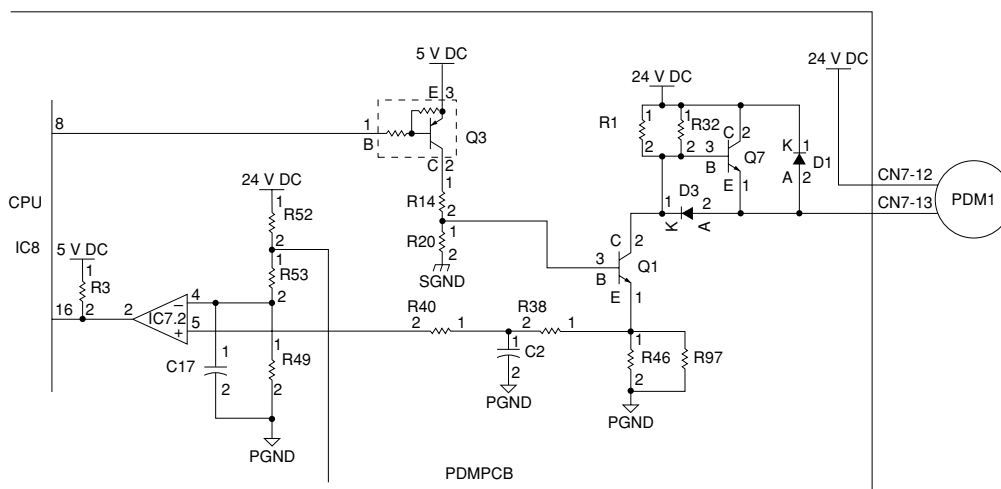 5 V DC
24 V DC
24 V DC
E 3
8
1
B
Q3
C 2
R1
1
2
1
R32
2
C 2
3
B
Q7
E 1
K 1
D1
A 2
CN7-12
PDM1
CN7-13
24 V DC
1
R14
2
CPU
1
R52
2
D3
1 2
K A
R20
1
2
SGND
C 2
3
B
Q1
E 1
IC8
5 V DC
1
R3
2
1
R53
2
16
2
IC7.2
−
4
+
5
R40
2 1
R38
2 1
C17
1
2
1
R49
2
1
C2
2
PGND
1
R46
2
R97
PGND
PGND
PDMPCB